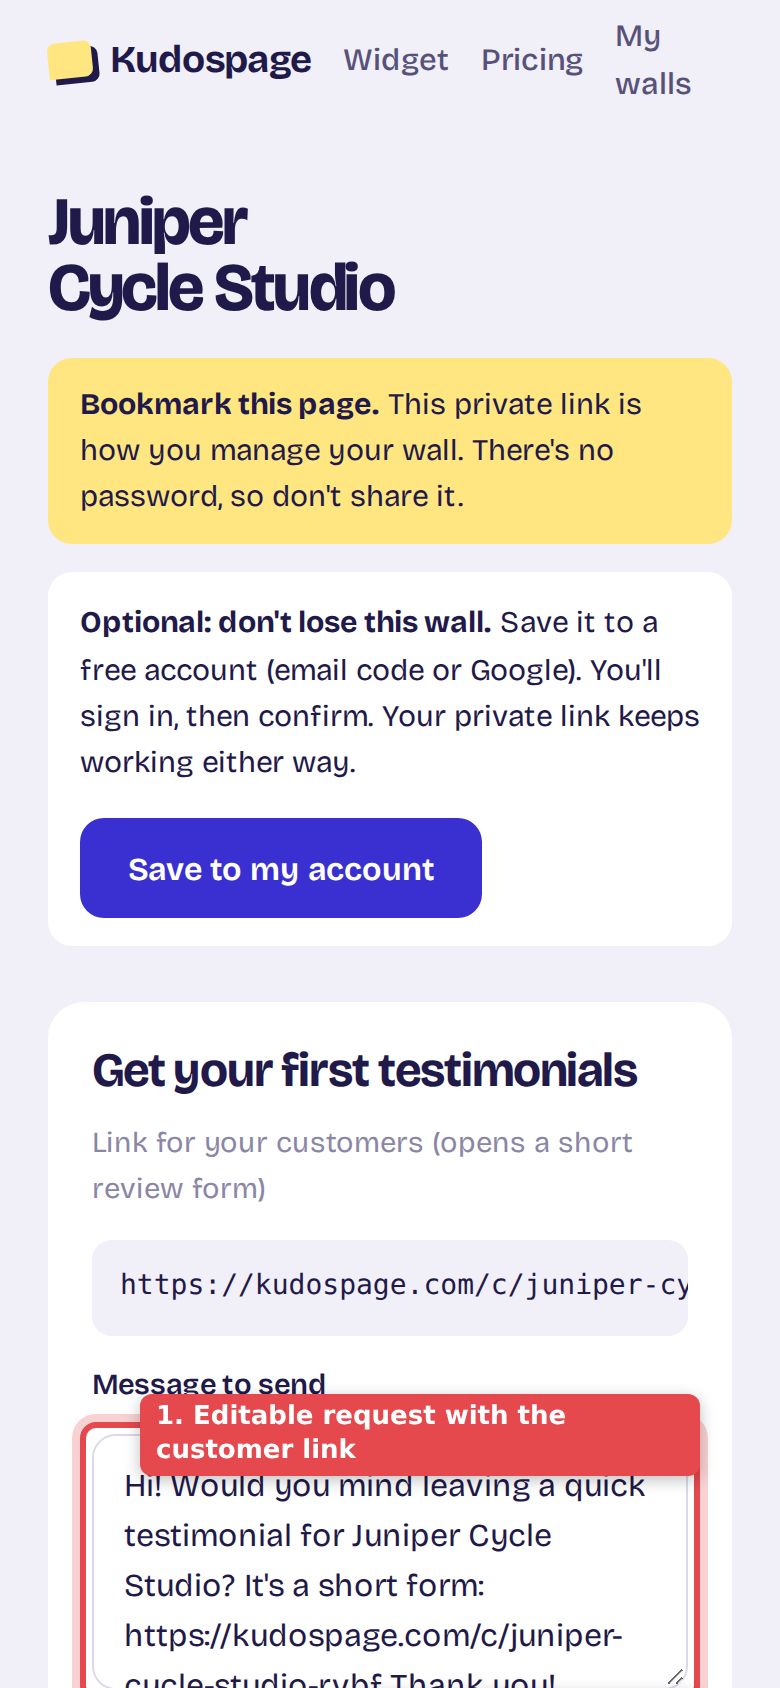 Kudospage Widget Pricing My walls
Juniper
Cycle Studio
Bookmark this page. This private link is
how you manage your wall. There's no
password, so don't share it.
Optional: don't lose this wall. Save it to a
free account (email code or Google). You'll
sign in, then confirm. Your private link keeps
working either way.
Save to my account
Get your first testimonials
Link for your customers (opens a short
review form)
https://kudospage.com/c/juniper-cy
Message to send
1. Editable request with the
customer link
Hi! Would you mind leaving a quick
testimonial for Juniper Cycle
Studio? It's a short form:
https://kudospage.com/c/juniper-
cycle-studio-rvbf Thank you!